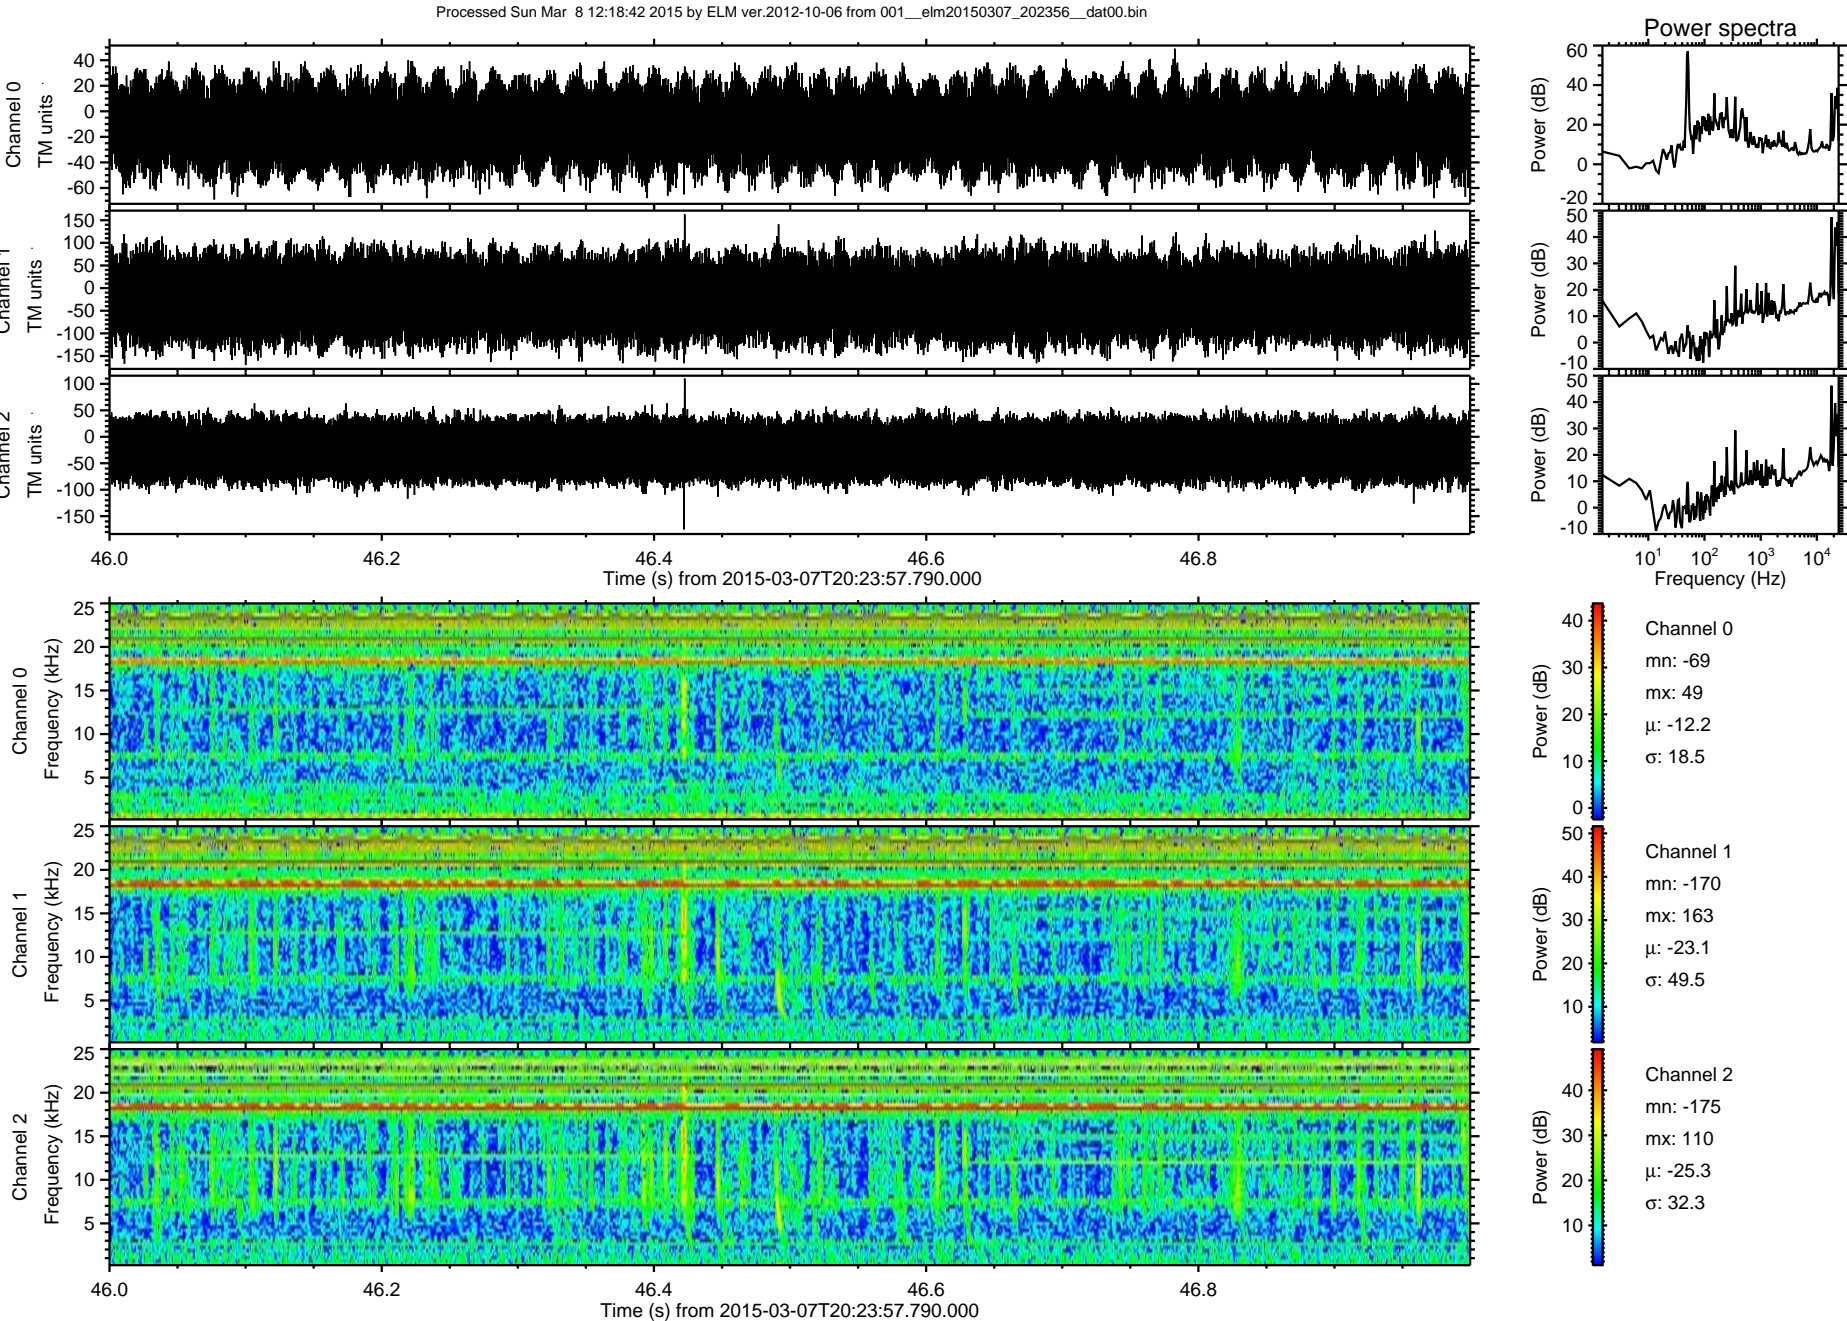 Processed Sun Mar 8 12:18:42 2015 by ELM ver.2012-10-06 from 001__elm20150307_202356__dat00.bin
Power spectra
Channel 0
TM units
40
20
0
-20
-40
-60
Power (dB)
60
40
20
0
-20
Channel 1
TM units
150
100
50
0
-50
-100
-150
Power (dB)
50
40
30
20
10
0
-10
Channel 2
TM units
100
50
0
-50
-100
-150
Power (dB)
50
40
30
20
10
0
-10
46.0 46.2 46.4 46.6 46.8
Time (s) from 2015-03-07T20:23:57.790.000
10^1 10^2 10^3 10^4
Frequency (Hz)
Channel 0
Frequency (kHz)
25
20
15
10
5
Power (dB)
40
30
20
10
0
Channel 0
mn: -69
mx: 49
μ: -12.2
σ: 18.5
Channel 1
Frequency (kHz)
25
20
15
10
5
Power (dB)
50
40
30
20
10
Channel 1
mn: -170
mx: 163
μ: -23.1
σ: 49.5
Channel 2
Frequency (kHz)
25
20
15
10
5
Power (dB)
40
30
20
10
Channel 2
mn: -175
mx: 110
μ: -25.3
σ: 32.3
46.0 46.2 46.4 46.6 46.8
Time (s) from 2015-03-07T20:23:57.790.000